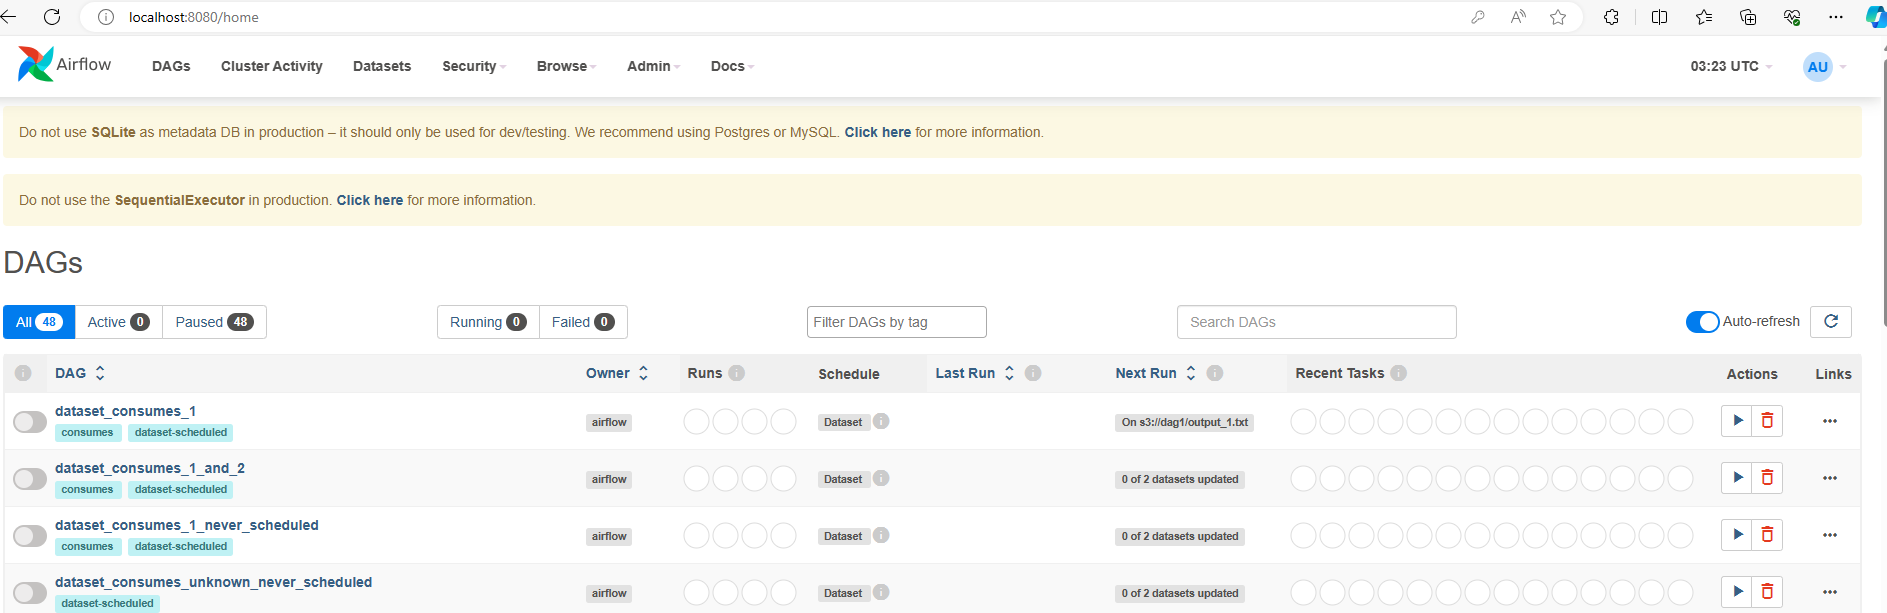 localhost:8080/home
Airflow DAGs Cluster Activity Datasets Security Browse Admin Docs 03:23 UTC AU
Do not use SQLite as metadata DB in production – it should only be used for dev/testing. We recommend using Postgres or MySQL. Click here for more information.
Do not use the SequentialExecutor in production. Click here for more information.
DAGs
All 48 Active 0 Paused 48 Running 0 Failed 0 Filter DAGs by tag Search DAGs Auto-refresh
DAG Owner Runs Schedule Last Run Next Run Recent Tasks Actions Links
dataset_consumes_1
airflow Dataset On s3://dag1/output_1.txt
consumes dataset-scheduled
dataset_consumes_1_and_2
airflow Dataset 0 of 2 datasets updated
consumes dataset-scheduled
dataset_consumes_1_never_scheduled
airflow Dataset 0 of 2 datasets updated
consumes dataset-scheduled
dataset_consumes_unknown_never_scheduled
airflow Dataset 0 of 2 datasets updated
dataset-scheduled